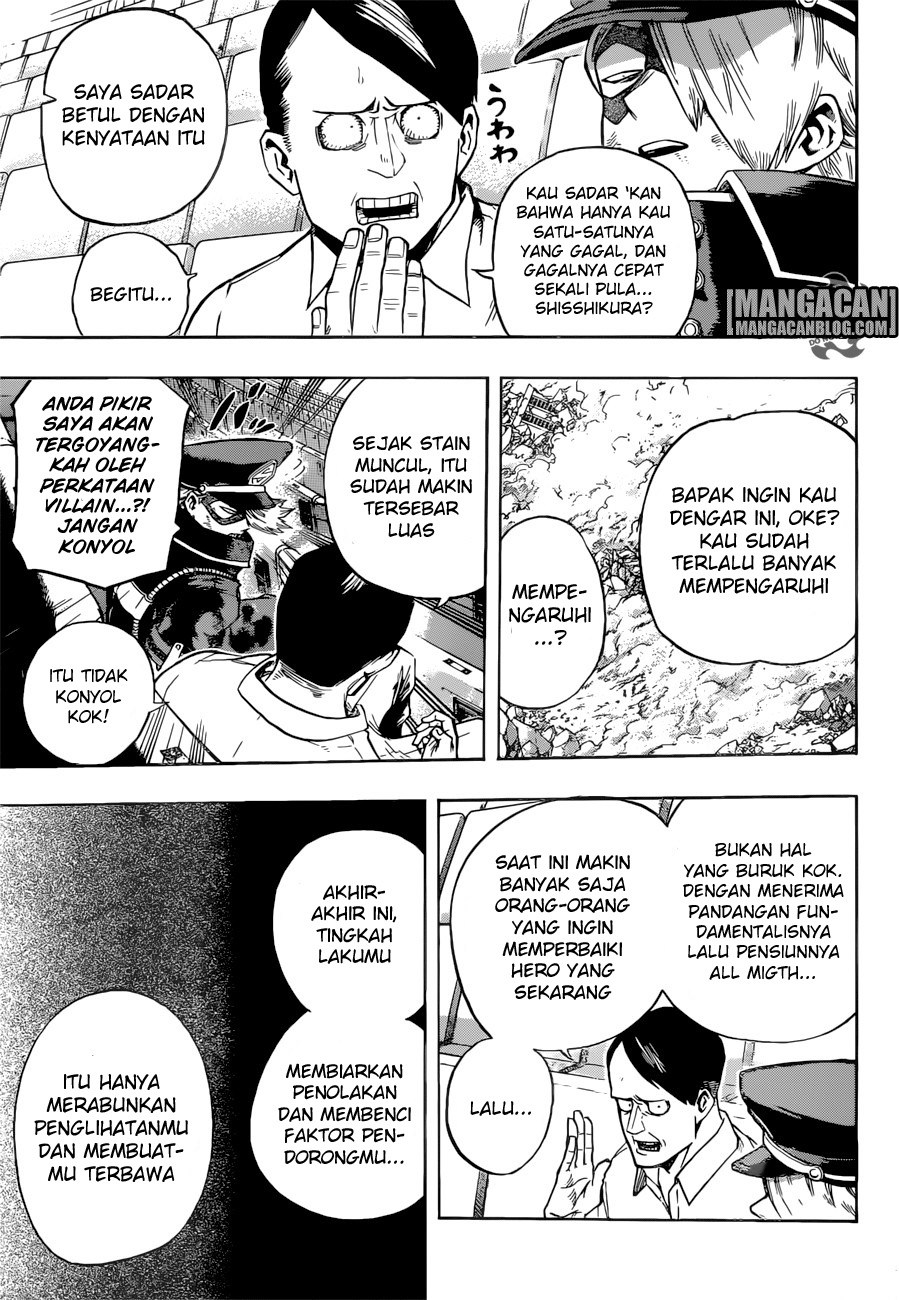 KAU SADAR 'KAN
BAHWA HANYA KAU
SATU-SATUNYA
YANG GAGAL, DAN
GAGALNYA CEPAT
SEKALI PULA...
SHISSHIKURA?
うわわ
SAYA SADAR
BETUL DENGAN
KENYATAAN ITU
BEGITU...
[MANGACAN]
MANGACANBLOG.COM
BAPAK INGIN KAU
DENGAR INI, OKE?
KAU SUDAH
TERLALU BANYAK
MEMPENGARUHI
MEMPE-
NGARUHI
...?
SEJAK STAIN
MUNCUL, ITU
SUDAH MAKIN
TERSEBAR
LUAS
ANDA PIKIR
SAYA AKAN
TERGOYANG-
KAH OLEH
PERKATAAN
VILLAIN...?!
JANGAN
KONYOL
ITU TIDAK
KONYOL
KOK!
BUKAN HAL
YANG BURUK KOK.
DENGAN MENERIMA
PANDANGAN FUN-
DAMENTALISNYA
LALU PENSIUNNYA
ALL MIGTH...
SAAT INI MAKIN
BANYAK SAJA
ORANG-ORANG
YANG INGIN
MEMPERBAIKI
HERO YANG
SEKARANG
LALU...
AKHIR-
AKHIR INI,
TINGKAH
LAKUMU
MEMBIARKAN
PENOLAKAN
DAN MEMBENCI
FAKTOR PEN-
DORONGMU...
ITU HANYA
MERABUNKAN
PENGLIHATANMU
DAN MEMBUAT-
MU TERBAWA